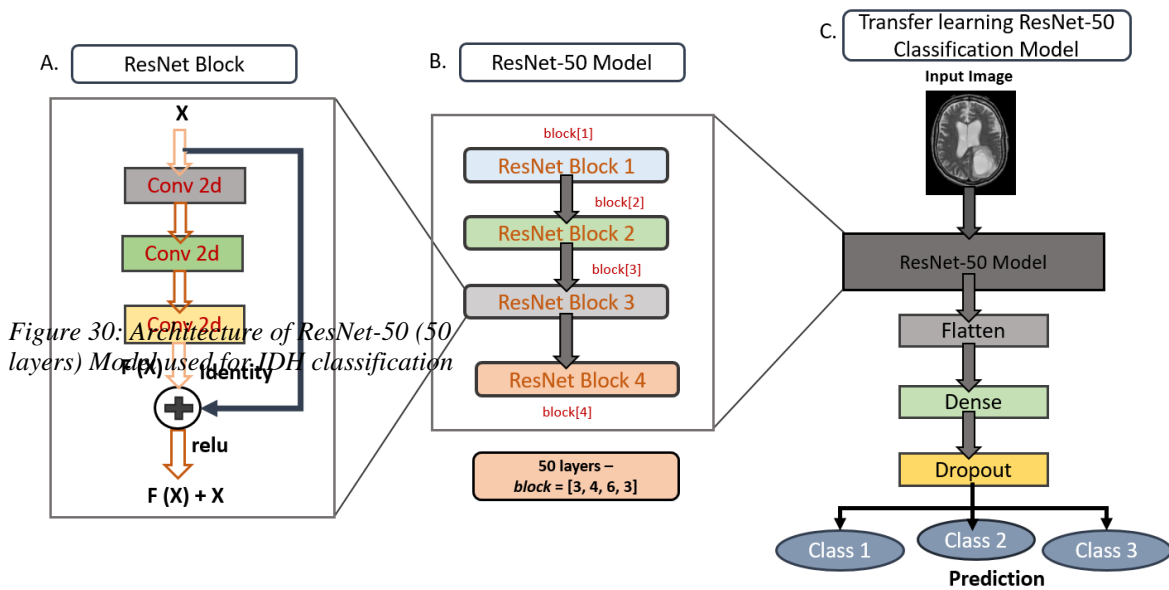 A.
ResNet Block
X
Conv 2d
Conv 2d
Conv 2d
F (X)
Identity
relu
F (X) + X
Figure 30: Architecture of ResNet-50 (50
layers) Model used for IDH classification
B.
ResNet-50 Model
block[1]
ResNet Block 1
block[2]
ResNet Block 2
block[3]
ResNet Block 3
ResNet Block 4
block[4]
50 layers –
block = [3, 4, 6, 3]
C.
Transfer learning ResNet-50
Classification Model
Input Image
ResNet-50 Model
Flatten
Dense
Dropout
Class 1
Class 2
Class 3
Prediction